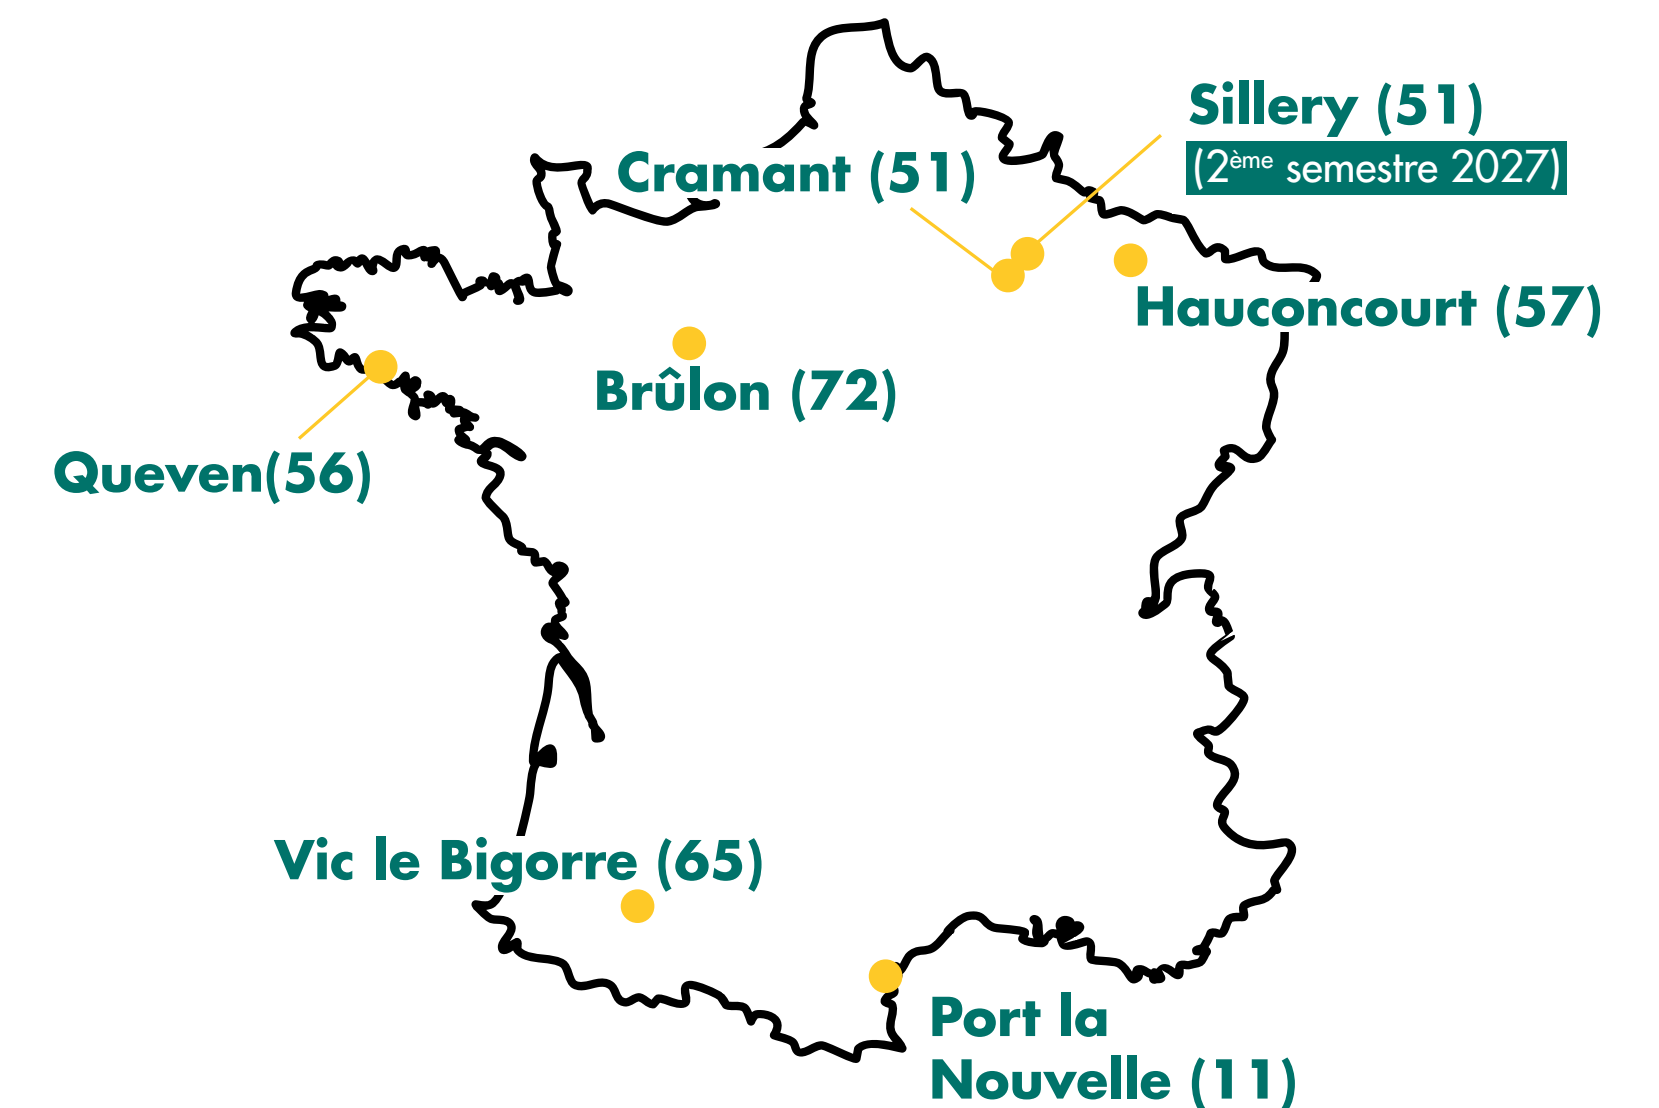 Sillery (51)
(2ème semestre 2027)
Cramant (51)
Hauconcourt (57)
Brûlon (72)
Queven(56)
Vic le Bigorre (65)
Port la
Nouvelle (11)